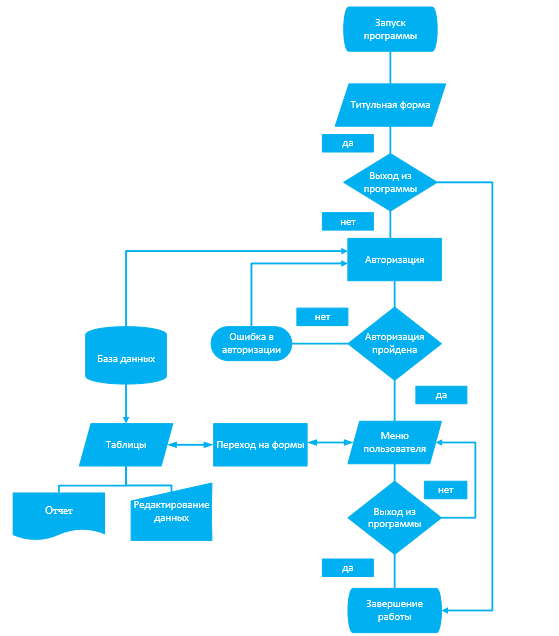 Запуск
программы
Титульная форма
да
Выход из
программы
нет
Авторизация
нет
Ошибка в
авторизации
Авторизация
пройдена
База данных
да
Таблицы
Переход на формы
Меню
пользователя
нет
Отчет
Редактирование
данных
Выход из
программы
да
Завершение
работы